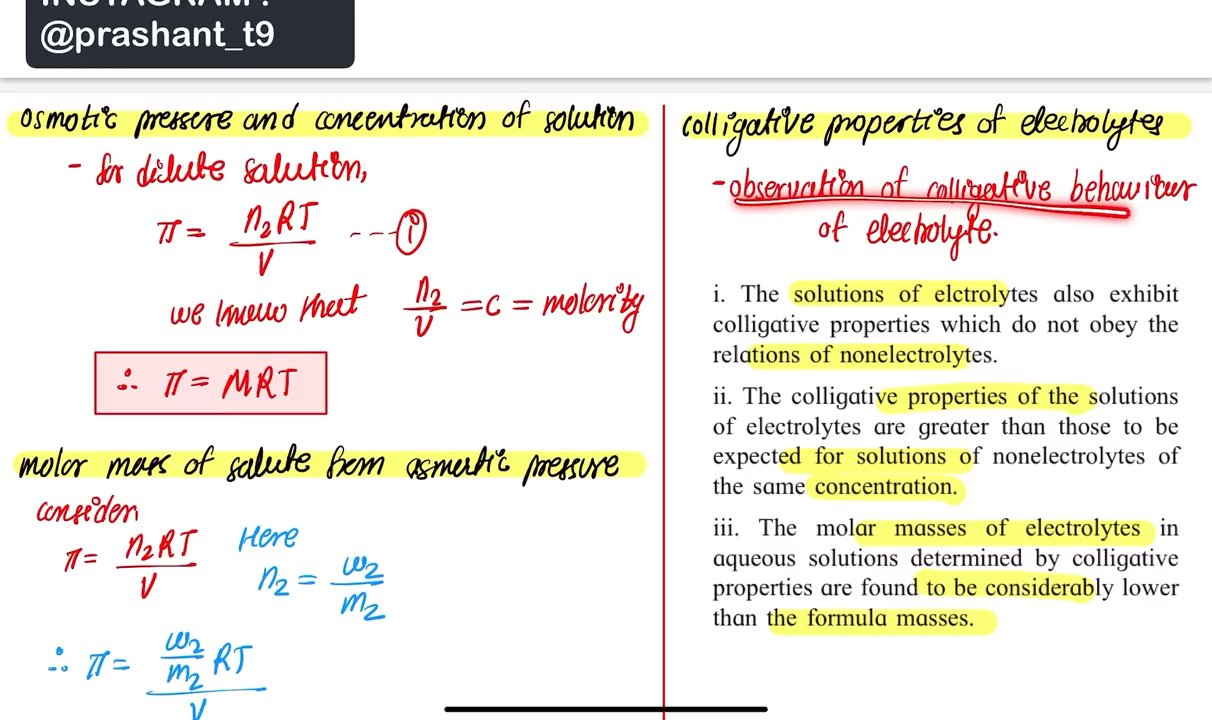 INSTAGRAM :
@prashant_t9
osmotic pressure and concentration of solution
- for dilute solution,
π = n₂RT / V ---(i)
we know that n₂ / V = C = molarity
∴ π = MRT
molar mass of solute from osmotic pressure
consider
π = n₂RT / V
Here
n₂ = w₂ / m₂
∴ π = w₂ / m₂ RT / V
colligative properties of electrolytes
- observation of colligative behaviour
of electrolyte.
i. The solutions of elctrolytes also exhibit
colligative properties which do not obey the
relations of nonelectrolytes.
ii. The colligative properties of the solutions
of electrolytes are greater than those to be
expected for solutions of nonelectrolytes of
the same concentration.
iii. The molar masses of electrolytes in
aqueous solutions determined by colligative
properties are found to be considerably lower
than the formula masses.